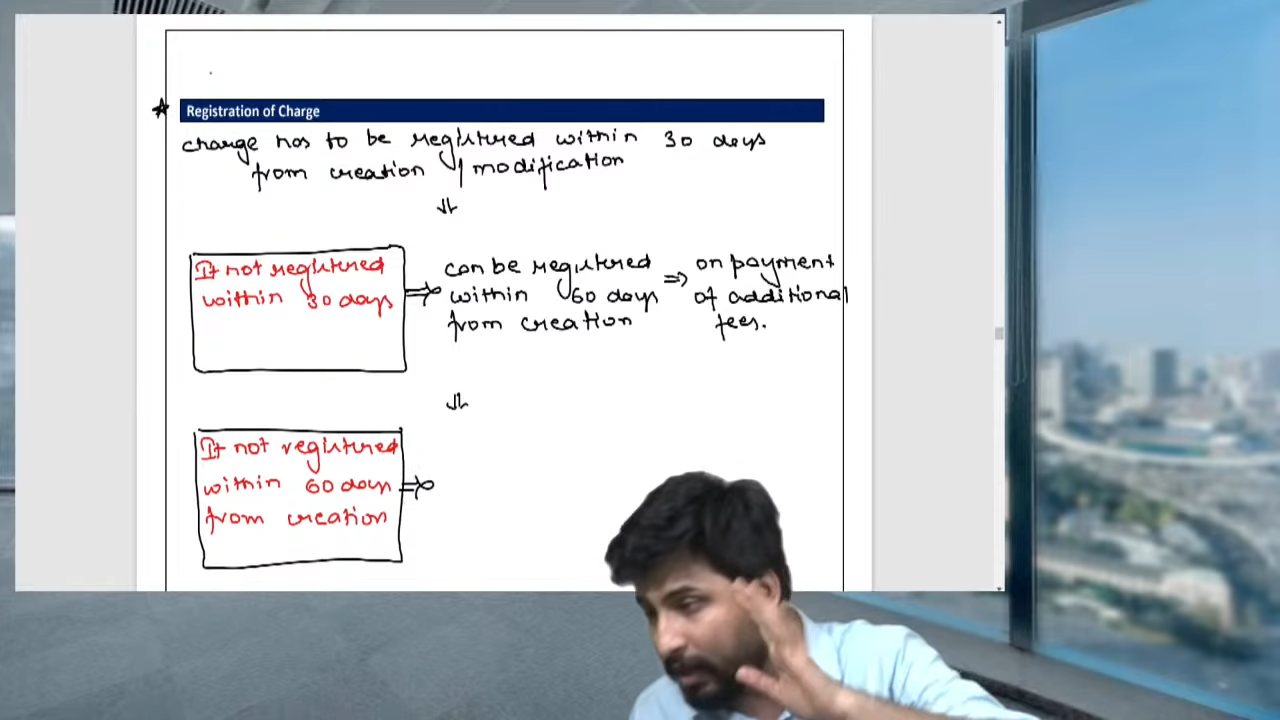 Registration of Charge
charge has to be registered within 30 days
from creation / modification
If not registered
within 30 days
can be registered
within 60 days
from creation
on payment
of additional
fees.
If not registered
within 60 days
from creation